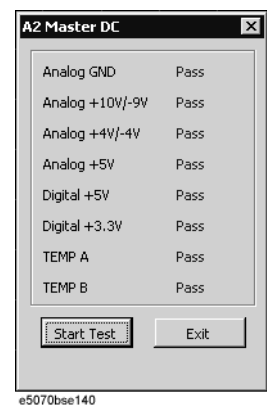 A2 Master DC
Analog GND Pass
Analog +10V/-9V Pass
Analog +4V/-4V Pass
Analog +5V Pass
Digital +5V Pass
Digital +3.3V Pass
TEMP A Pass
TEMP B Pass
Start Test Exit
e5070bse140